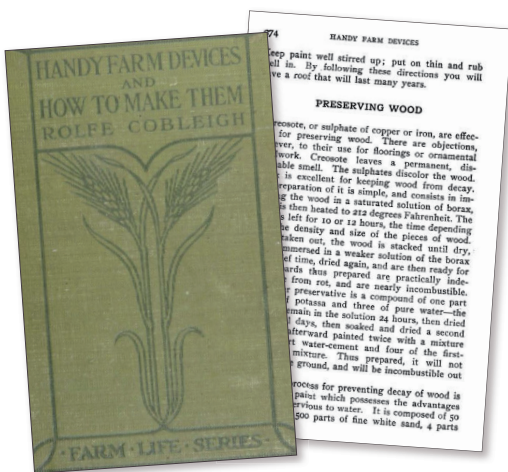 HANDY FARM DEVICES
AND
HOW TO MAKE THEM
ROLFE COBLEIGH
·FARM·LIFE·SERIES·
274 HANDY FARM DEVICES
Keep paint well stirred up; put on thin and rub
well in. By following these directions you will
have a roof that will last many years.
PRESERVING WOOD
Creosote, or sulphate of copper or iron, are effec-
for preserving wood. There are objections,
ever, to their use for floorings or ornamental
work. Creosote leaves a permanent, dis-
able smell. The sulphates discolor the wood.
is excellent for keeping wood from decay.
reparation of it is simple, and consists in im-
ng the wood in a saturated solution of borax,
is then heated to 212 degrees Fahrenheit. The
is left for 10 or 12 hours, the time depending
he density and size of the pieces of wood.
taken out, the wood is stacked until dry,
mmersed in a weaker solution of the borax
ef time, dried again, and are then ready for
ards thus prepared are practically inde-
from rot, and are nearly incombustible.
r preservative is a compound of one part
f potassa and three of pure water—the
emain in the solution 24 hours, then dried
l days, then soaked and dried a second
afterward painted twice with a mixture
rt water-cement and four of the first-
mixture. Thus prepared, it will not
e ground, and will be incombustible out
rocess for preventing decay of wood is
paint which possesses the advantages
ervious to water. It is composed of 50
500 parts of fine white sand, 4 parts